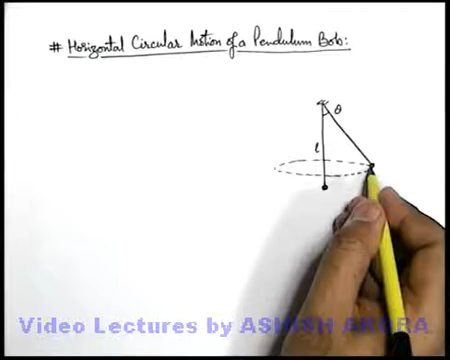 # Horizontal Circular Motion of a Pendulum Bob:
θ
l
Video Lectures by ASHISH ARORA